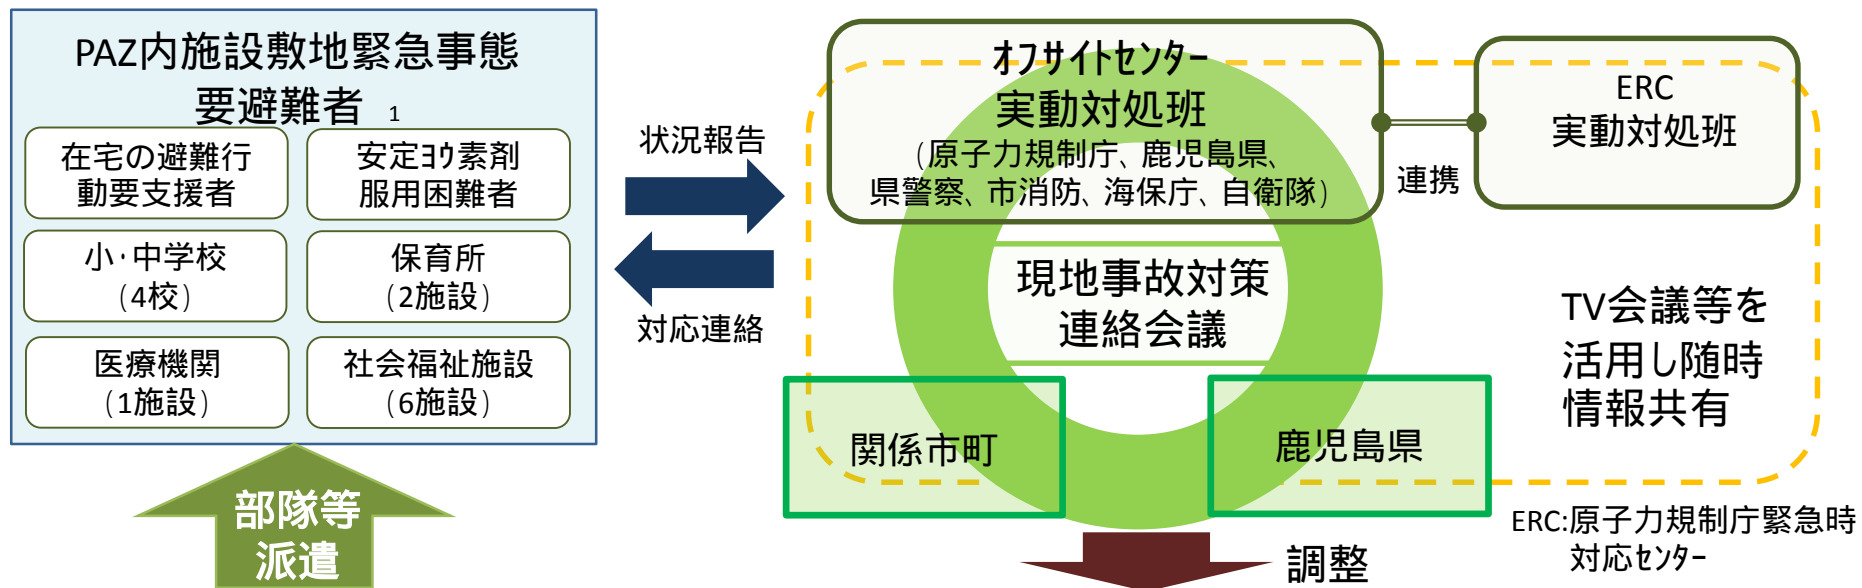 PAZ内施設敷地緊急事態
要避難者 1
在宅の避難行
動要支援者
安定ﾖｳ素剤
服用困難者
小・中学校
(4校)
保育所
(2施設)
医療機関
(1施設)
社会福祉施設
(6施設)
部隊等
派遣
状況報告
対応連絡
ｵﾌｻｲﾄｾﾝﾀｰ
実動対処班
(原子力規制庁、鹿児島県、
県警察、市消防、海保庁、自衛隊)
連携
ERC
実動対処班
現地事故対策
連絡会議
TV会議等を
活用し随時
情報共有
関係市町
鹿児島県
調整
ERC:原子力規制庁緊急時
対応ｾﾝﾀｰ